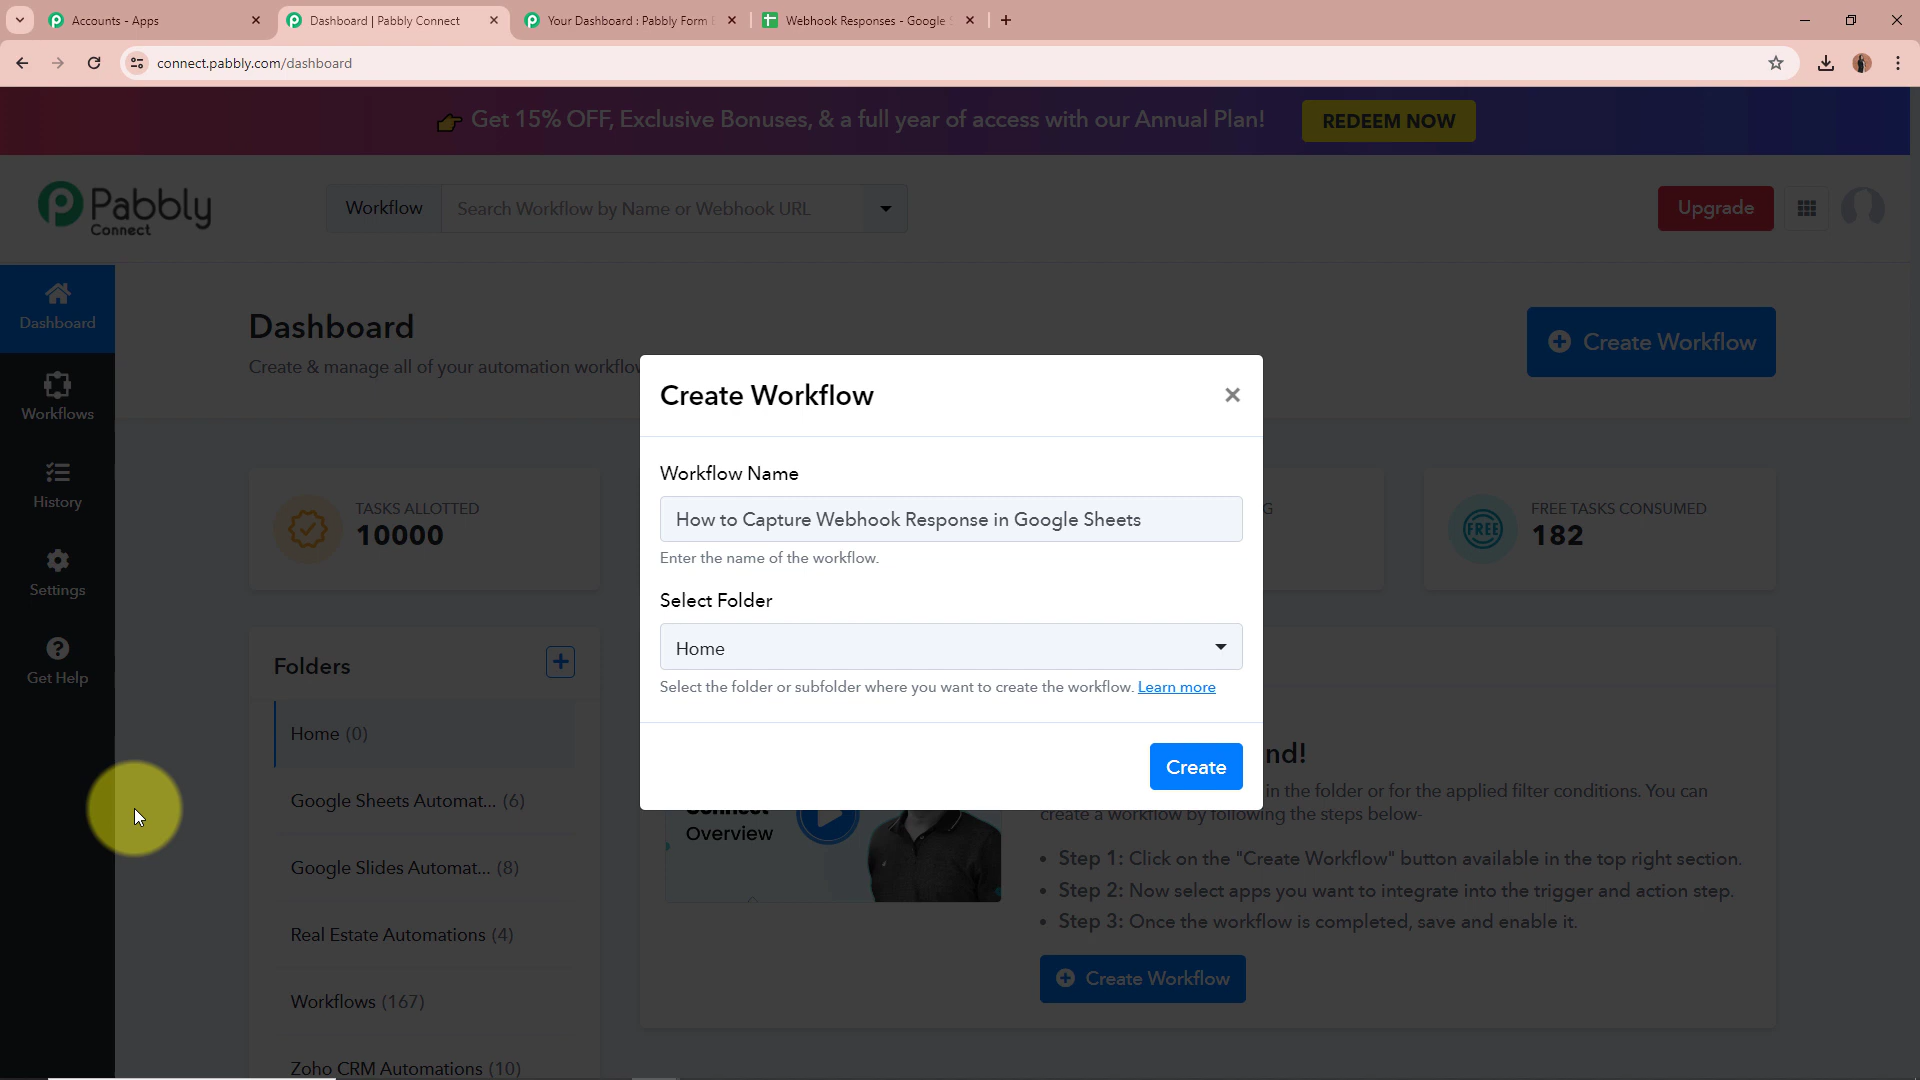 Accounts - Apps
Dashboard | Pabbly Connect
Your Dashboard : Pabbly Form
Webhook Responses - Google
connect.pabbly.com/dashboard
Get 15% OFF, Exclusive Bonuses, & a full year of access with our Annual Plan!
REDEEM NOW
Pabbly
Connect
Workflow
Search Workflow by Name or Webhook URL
Upgrade
Dashboard
Workflows
History
Settings
Get Help
Dashboard
Create & manage all of your automation workflo
Create Workflow
TASKS ALLOTTED
10000
G
FREE
FREE TASKS CONSUMED
182
Folders
Home (0)
Google Sheets Automat... (6)
Google Slides Automat... (8)
Real Estate Automations (4)
Workflows (167)
Zoho CRM Automations (10)
Create Workflow
Workflow Name
How to Capture Webhook Response in Google Sheets
Enter the name of the workflow.
Select Folder
Home
Select the folder or subfolder where you want to create the workflow. Learn more
Create
Connect
Overview
nd!
in the folder or for the applied filter conditions. You can
create a workflow by following the steps below-
• Step 1: Click on the "Create Workflow" button available in the top right section.
• Step 2: Now select apps you want to integrate into the trigger and action step.
• Step 3: Once the workflow is completed, save and enable it.
Create Workflow